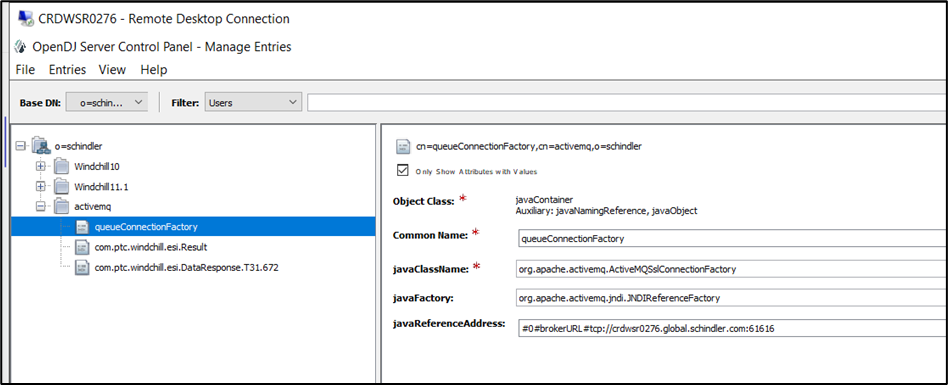 CRDWSR0276 - Remote Desktop Connection
OpenDJ Server Control Panel - Manage Entries
File Entries View Help
Base DN: o=schin... Filter: Users
o=schindler
Windchill10
Windchill11.1
activemq
queueConnectionFactory
com.ptc.windchill.esi.Result
com.ptc.windchill.esi.DataResponse.T31.672
cn=queueConnectionFactory,cn=activemq,o=schindler
Only Show Attributes with Values
Object Class: * javaContainer
Auxiliary: javaNamingReference, javaObject
Common Name: * queueConnectionFactory
javaClassName: * org.apache.activemq.ActiveMQSslConnectionFactory
javaFactory: org.apache.activemq.jndi.JNDIReferenceFactory
javaReferenceAddress: #0#brokerURL#tcp://crdwsr0276.global.schindler.com:61616